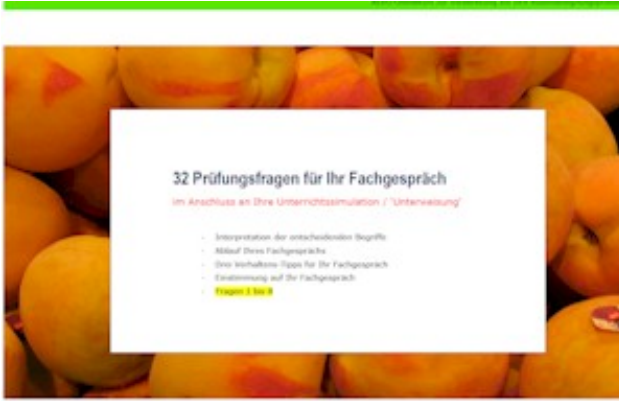 32 Prüfungsfragen für Ihr Fachgespräch
im Anschluss an Ihre Unterrichtssimulation / "Unterweisung"
- Interpretation der entscheidenden Begriffe
- Ablauf Ihres Fachgesprächs
- Drei Verhaltens-Tipps für Ihr Fachgespräch
- Einstimmung auf Ihr Fachgespräch
- Fragen 1 bis 8